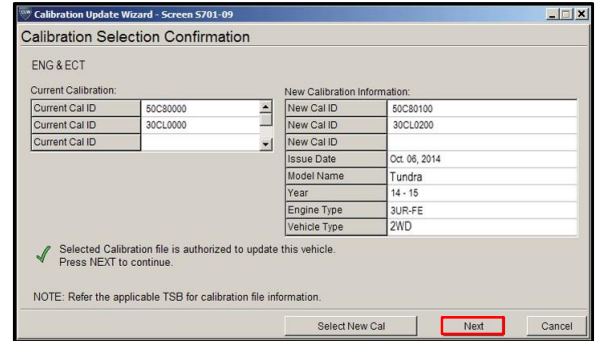 Calibration Update Wizard - Screen S701-09
Calibration Selection Confirmation
ENG & ECT
Current Calibration:
Current Cal ID 50C80000
Current Cal ID 30CL0000
Current Cal ID
New Calibration Information:
New Cal ID 50C80100
New Cal ID 30CL0200
New Cal ID
Issue Date Oct. 06, 2014
Model Name Tundra
Year 14 - 15
Engine Type 3UR-FE
Vehicle Type 2WD
Selected Calibration file is authorized to update this vehicle.
Press NEXT to continue.
NOTE: Refer the applicable TSB for calibration file information.
Select New Cal Next Cancel